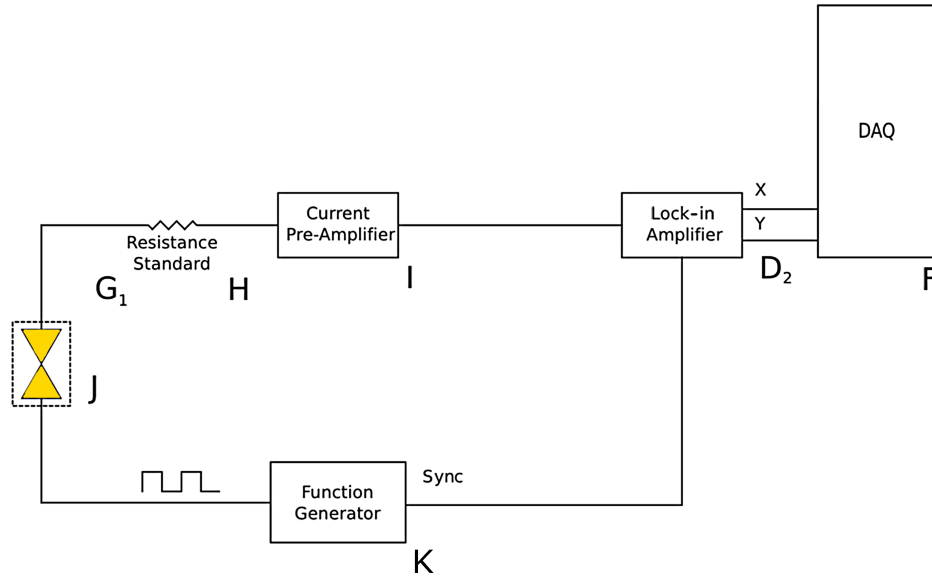 DAQ
X
Current
Pre-Amplifier
Lock-in
Amplifier
Y
Resistance
Standard
D2
G1
H
I
F
J
Sync
Function
Generator
K